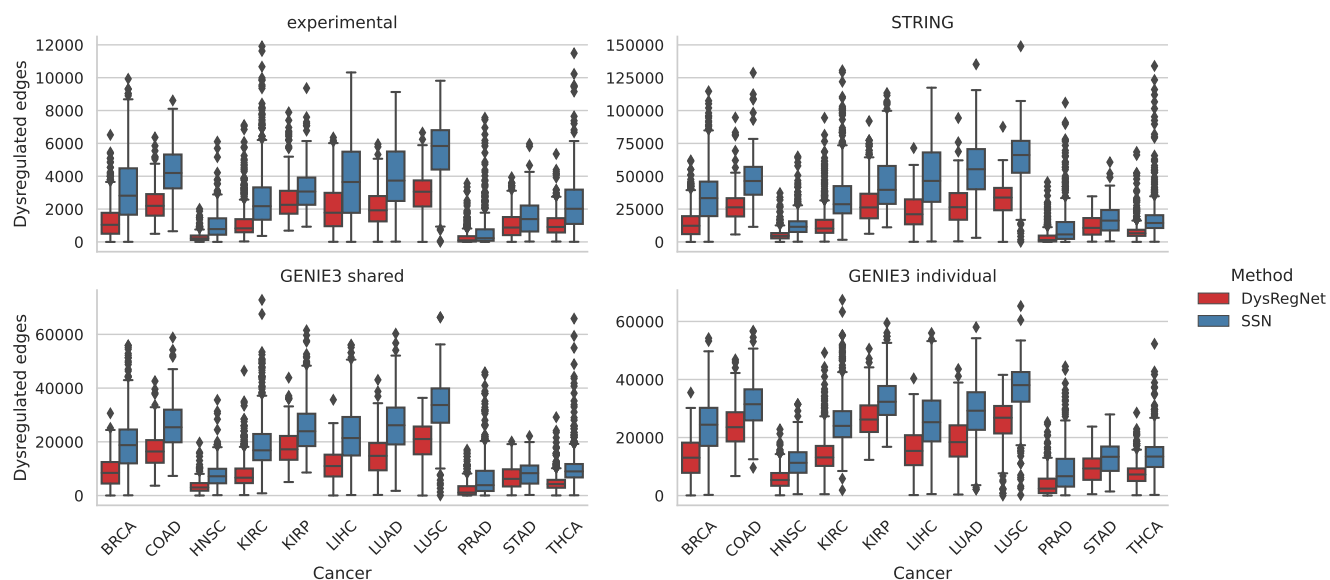 experimental
STRING
Dysregulated edges
12000
10000
8000
6000
4000
2000
0
150000
125000
100000
75000
50000
25000
0
GENIE3 shared
GENIE3 individual
Dysregulated edges
60000
40000
20000
0
60000
40000
20000
0
BRCA COAD HNSC KIRC KIRP LIHC LUAD LUSC PRAD STAD THCA
BRCA COAD HNSC KIRC KIRP LIHC LUAD LUSC PRAD STAD THCA
Cancer
Cancer
Method
DysRegNet
SSN